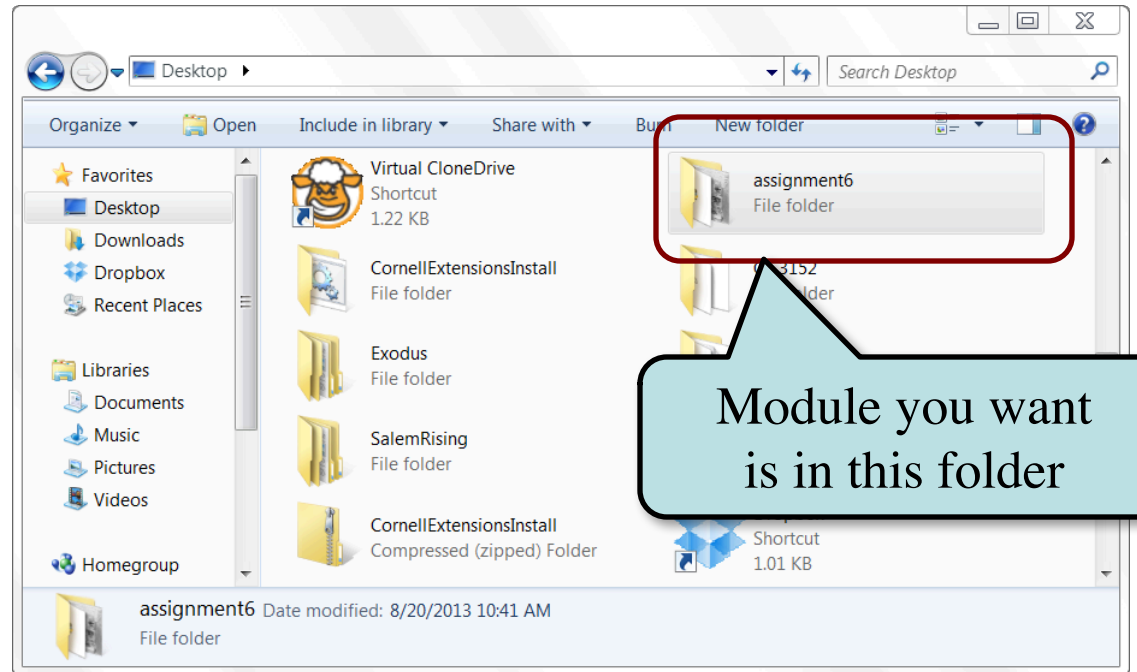 Desktop
Search Desktop
Organize
Open
Include in library
Share with
Burn
New folder
Favorites
Desktop
Downloads
Dropbox
Recent Places
Libraries
Documents
Music
Pictures
Videos
Homegroup
Virtual CloneDrive
Shortcut
1.22 KB
assignment6
File folder
CornellExtensionsInstall
File folder
3152
Exodus
File folder
SalemRising
File folder
CornellExtensionsInstall
Compressed (zipped) Folder
Shortcut
1.01 KB
Module you want
is in this folder
assignment6 Date modified: 8/20/2013 10:41 AM
File folder